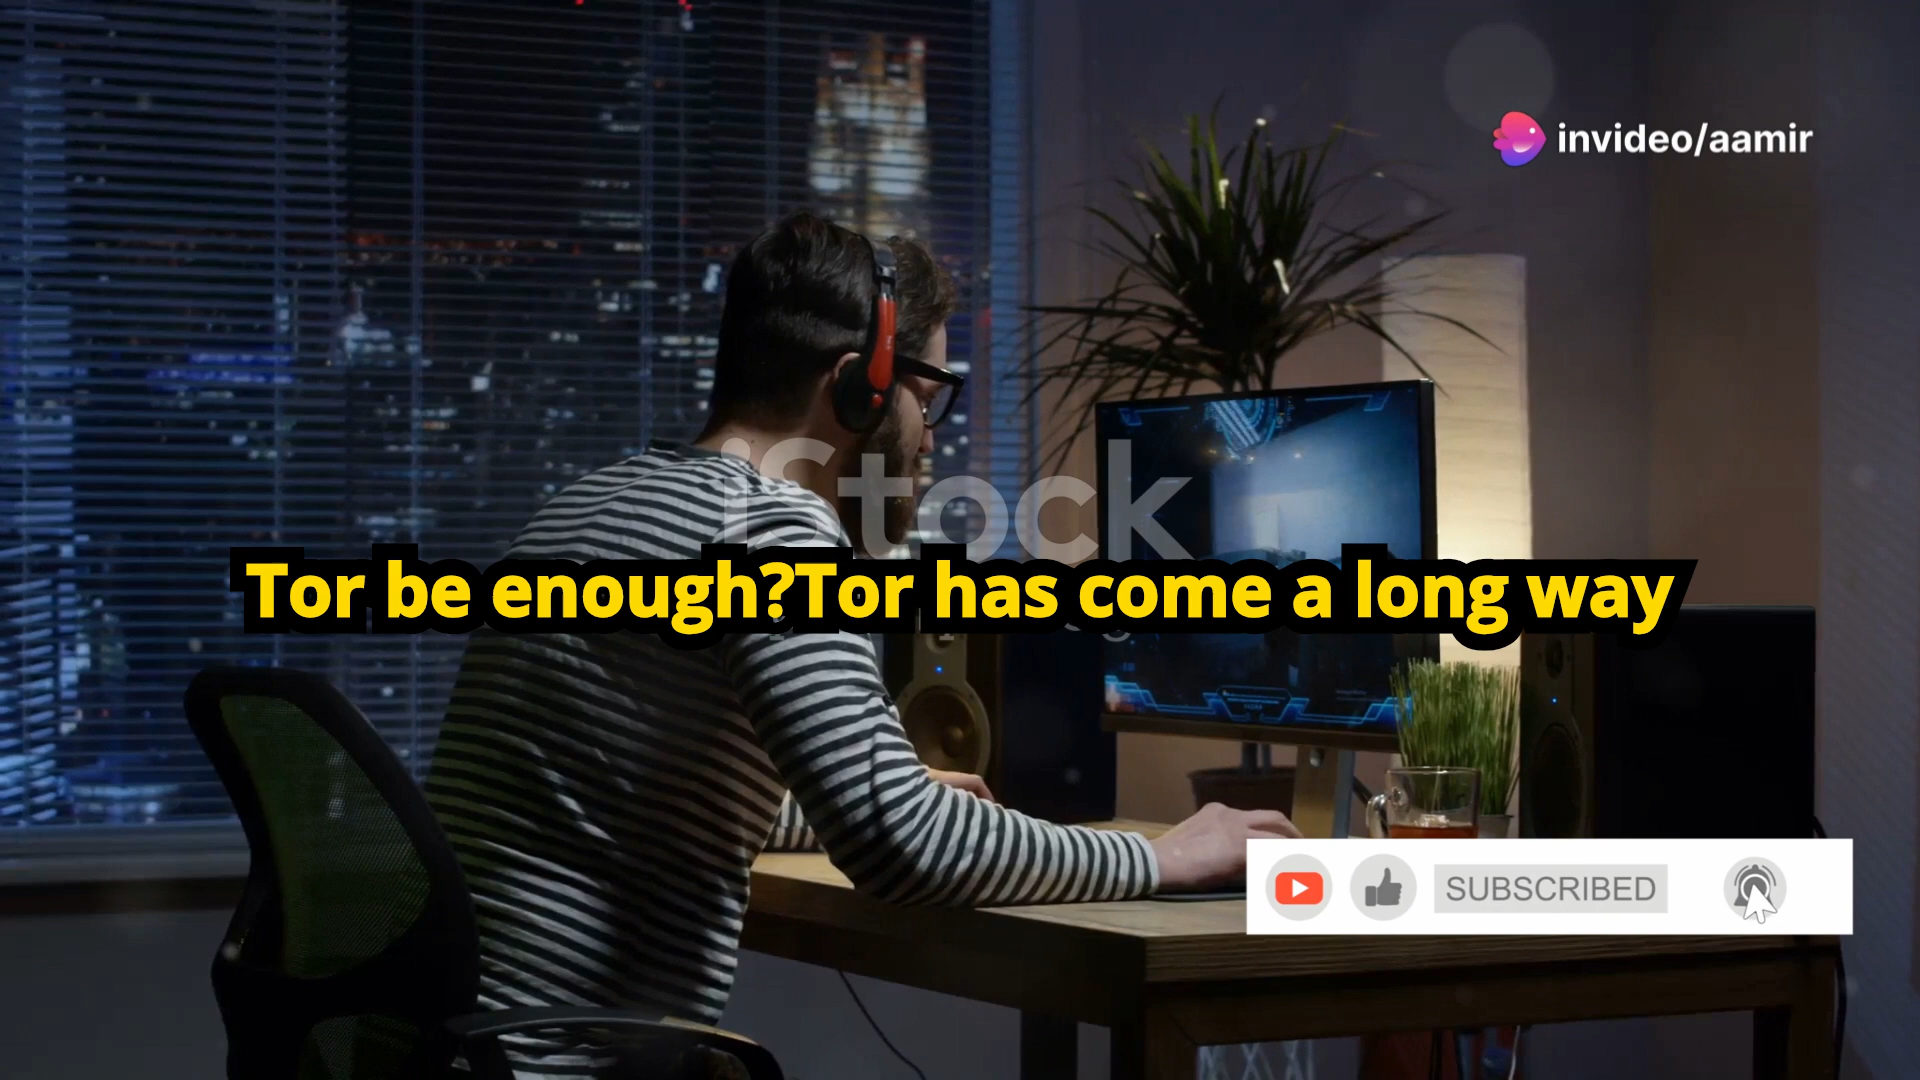 invideo/aamir
iStock
Tor be enough?Tor has come a long way
SUBSCRIBED